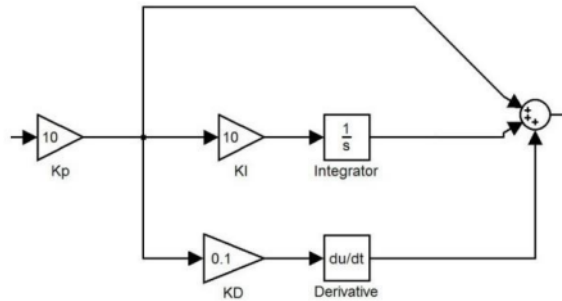 10
Kp
10
KI
1
s
Integrator
+
+
+
0.1
KD
du/dt
Derivative